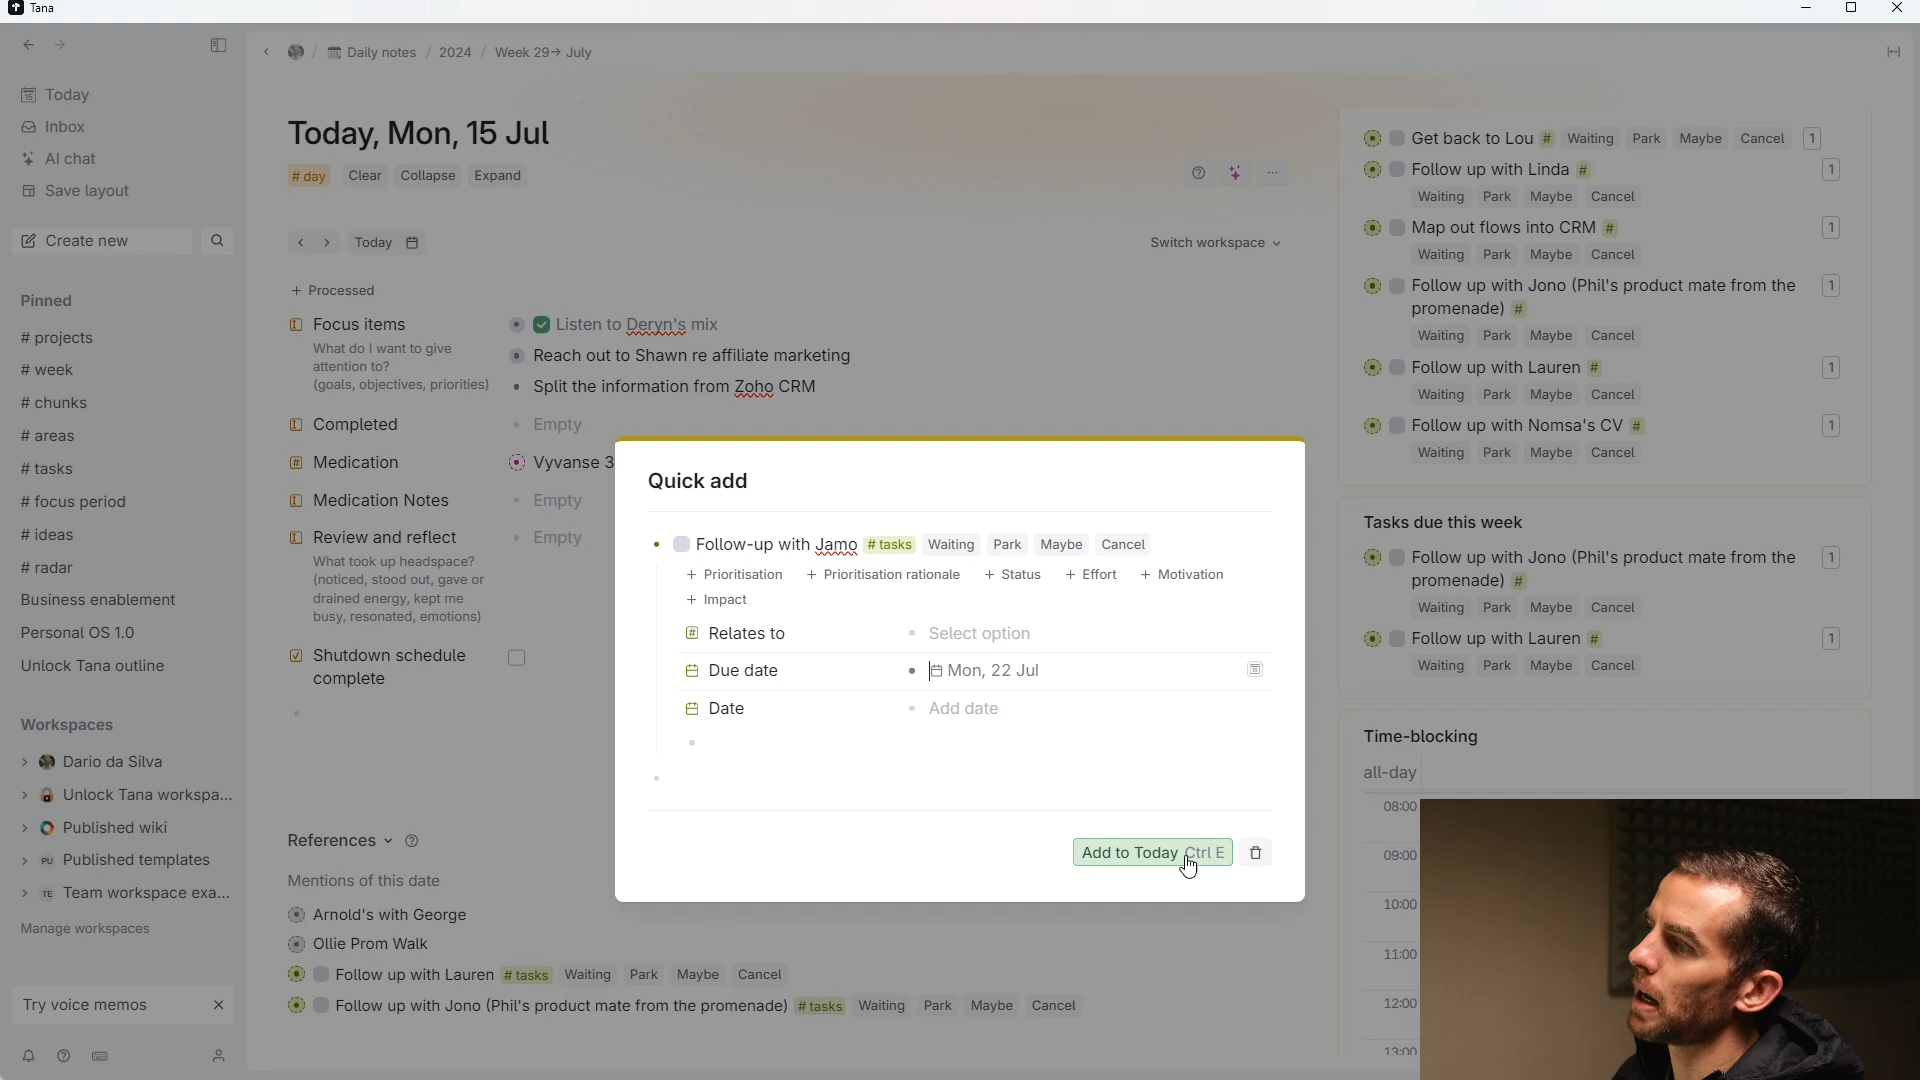 Tana
Daily notes / 2024 / Week 29→ July
Today
Inbox
AI chat
Save layout
Create new
Pinned
# projects
# week
# chunks
# areas
# tasks
# focus period
# ideas
# radar
Business enablement
Personal OS 1.0
Unlock Tana outline
Workspaces
Dario da Silva
Unlock Tana workspa...
Published wiki
PU Published templates
TE Team workspace exa...
Manage workspaces
Try voice memos
Today, Mon, 15 Jul
# day Clear Collapse Expand
Today
Switch workspace
+ Processed
Focus items
What do I want to give
attention to?
(goals, objectives, priorities)
Listen to Deryn's mix
Reach out to Shawn re affiliate marketing
Split the information from Zoho CRM
Completed
Empty
Medication
Vyvanse 3
Medication Notes
Empty
Review and reflect
What took up headspace?
(noticed, stood out, gave or
drained energy, kept me
busy, resonated, emotions)
Empty
Shutdown schedule
complete
References
Mentions of this date
Arnold's with George
Ollie Prom Walk
Follow up with Lauren # tasks Waiting Park Maybe Cancel
Follow up with Jono (Phil's product mate from the promenade) # tasks Waiting Park Maybe Cancel
Quick add
Follow-up with Jamo # tasks Waiting Park Maybe Cancel
+ Prioritisation + Prioritisation rationale + Status + Effort + Motivation
+ Impact
Relates to Select option
Due date Mon, 22 Jul
Date Add date
Add to Today Ctrl E
Get back to Lou # Waiting Park Maybe Cancel 1
Follow up with Linda # 1
Waiting Park Maybe Cancel
Map out flows into CRM # 1
Waiting Park Maybe Cancel
Follow up with Jono (Phil's product mate from the 1
promenade) #
Waiting Park Maybe Cancel
Follow up with Lauren # 1
Waiting Park Maybe Cancel
Follow up with Nomsa's CV # 1
Waiting Park Maybe Cancel
Tasks due this week
Follow up with Jono (Phil's product mate from the 1
promenade) #
Waiting Park Maybe Cancel
Follow up with Lauren # 1
Waiting Park Maybe Cancel
Time-blocking
all-day
08:00
09:00
10:00
11:00
12:00
13:00